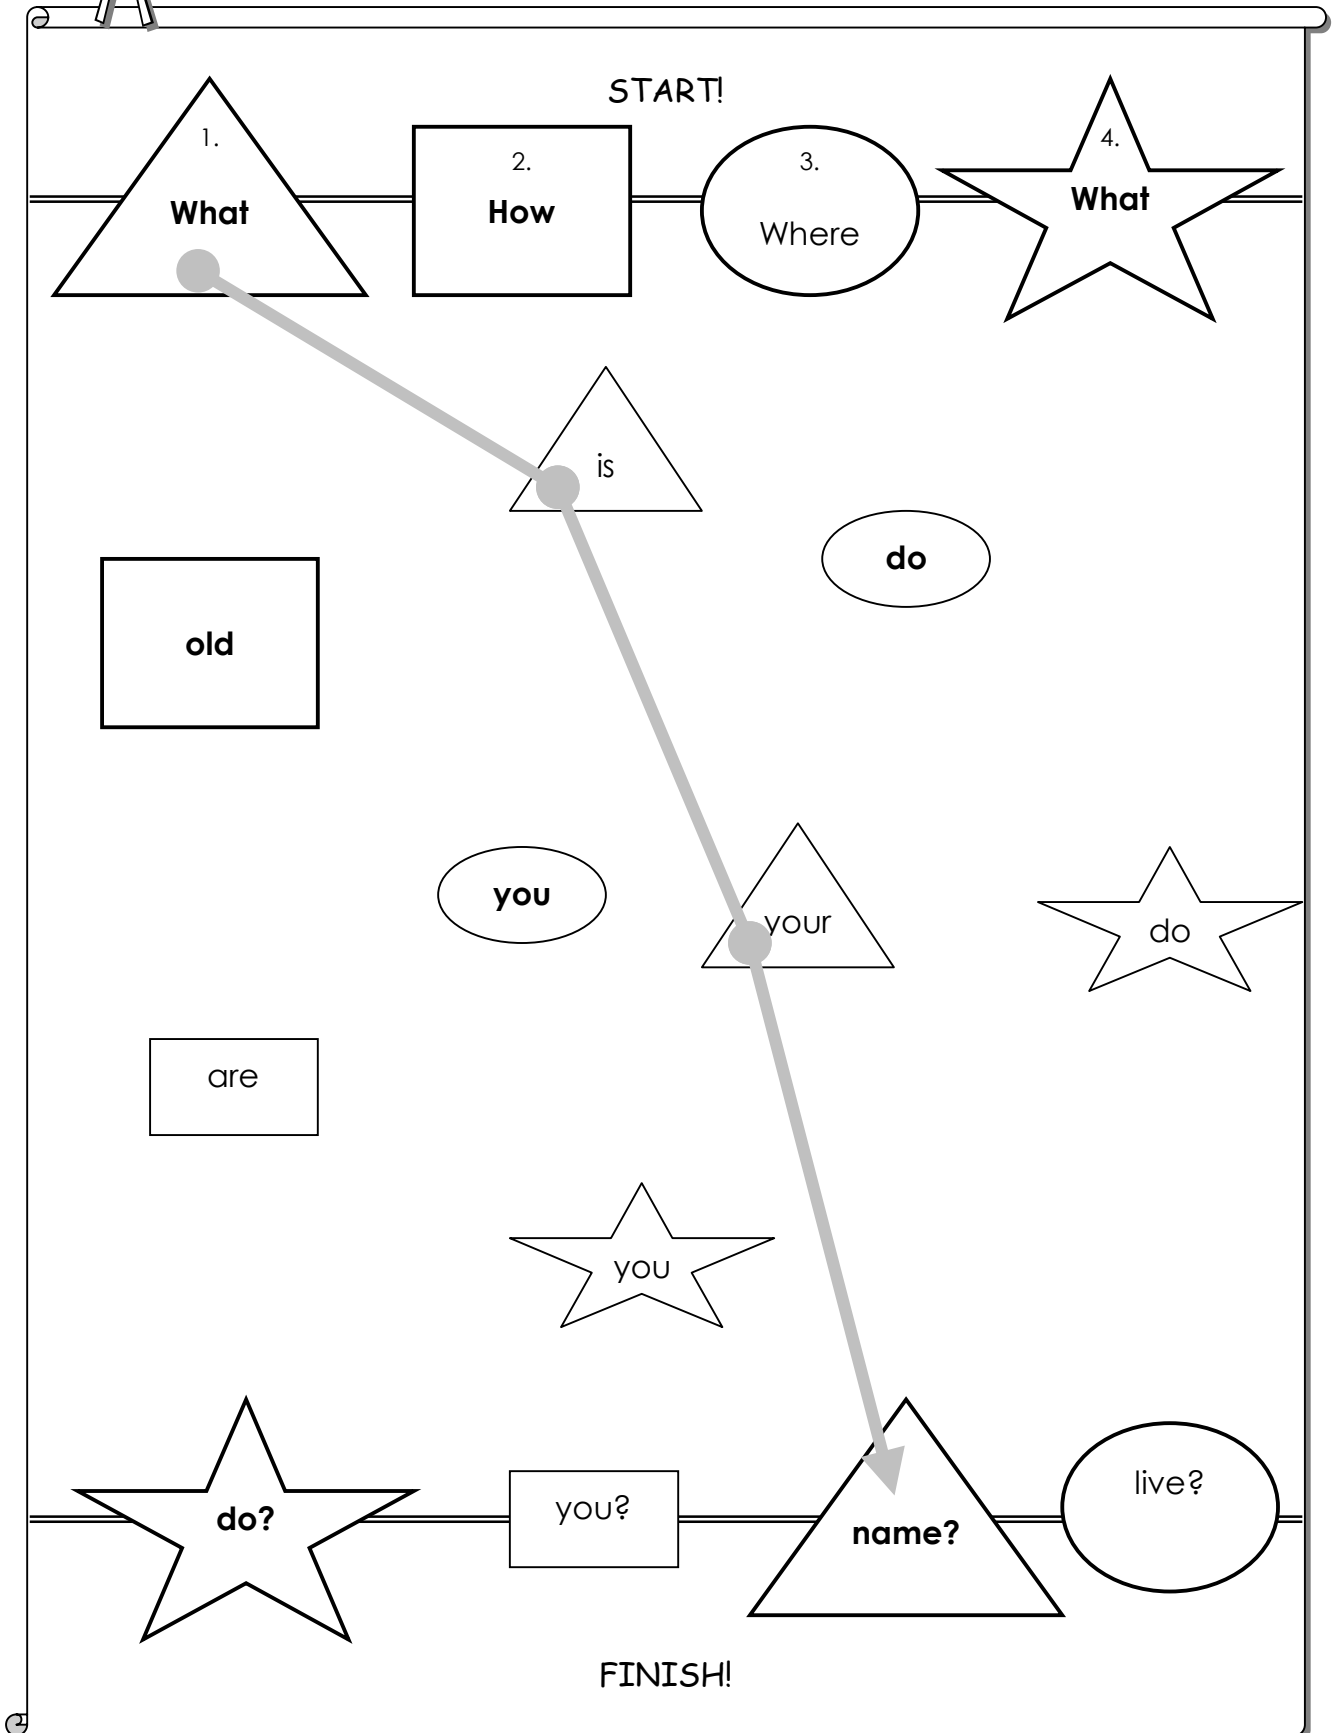 START!
1.
What
2.
How
3.
Where
4.
What
is
do
old
you
your
do
are
you
do?
you?
name?
live?
FINISH!